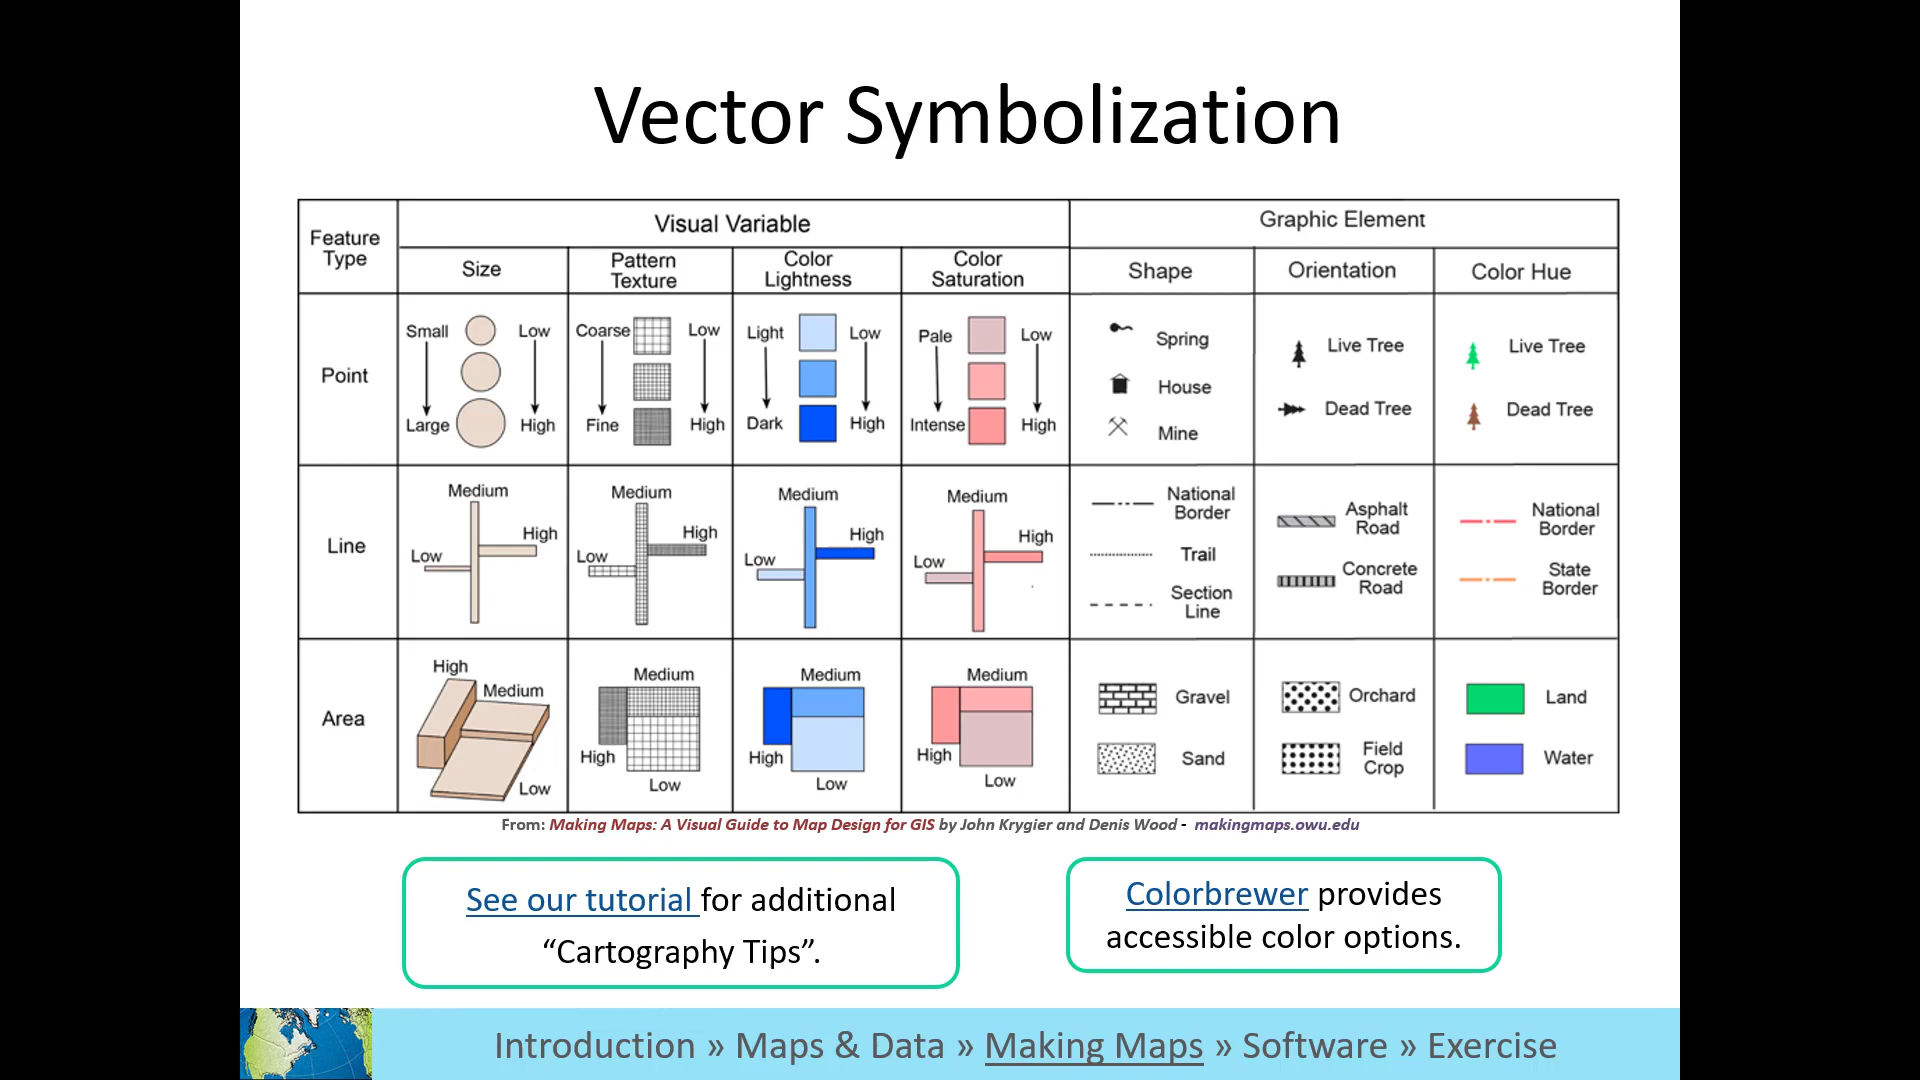 Vector Symbolization
Feature
Type
Visual Variable
Graphic Element
Size
Pattern
Texture
Color
Lightness
Color
Saturation
Shape
Orientation
Color Hue
Point
Small
Low
Large
High
Coarse
Low
Fine
High
Light
Low
Dark
High
Pale
Low
Intense
High
Spring
House
Mine
Live Tree
Dead Tree
Live Tree
Dead Tree
Line
Medium
High
Low
Medium
High
Low
Medium
High
Low
Medium
High
Low
National
Border
Trail
Section
Line
Asphalt
Road
Concrete
Road
National
Border
State
Border
Area
High
Medium
Low
Medium
High
Low
Medium
High
Low
Medium
High
Low
Gravel
Sand
Orchard
Field
Crop
Land
Water
From: Making Maps: A Visual Guide to Map Design for GIS by John Krygier and Denis Wood - makingmaps.owu.edu
See our tutorial for additional
“Cartography Tips”.
Colorbrewer provides
accessible color options.
Introduction » Maps & Data » Making Maps » Software » Exercise